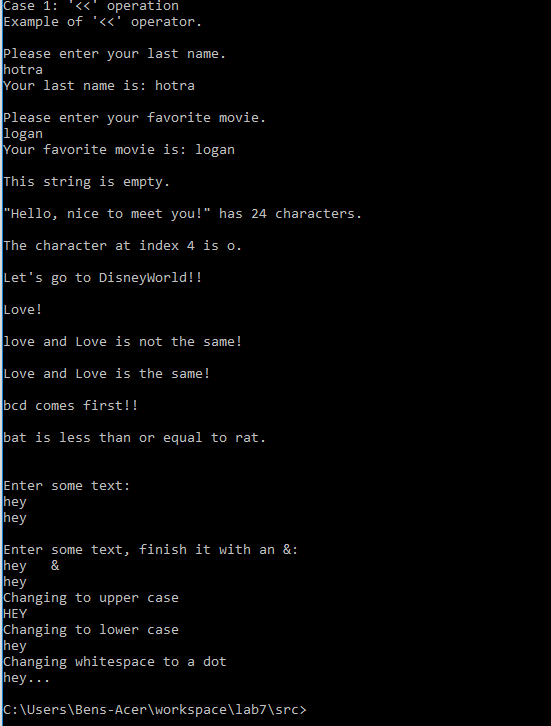 Case 1: '<<' operation
Example of '<<' operator.
Please enter your last name.
hotra
Your last name is: hotra
Please enter your favorite movie.
logan
Your favorite movie is: logan
This string is empty.
"Hello, nice to meet you!" has 24 characters.
The character at index 4 is o.
Let's go to DisneyWorld!!
Love!
love and Love is not the same!
Love and Love is the same!
bcd comes first!!
bat is less than or equal to rat.
Enter some text:
hey
hey
Enter some text, finish it with an &:
hey   &
hey
Changing to upper case
HEY
Changing to lower case
hey
Changing whitespace to a dot
hey...
C:\Users\Bens-Acer\workspace\lab7\src>